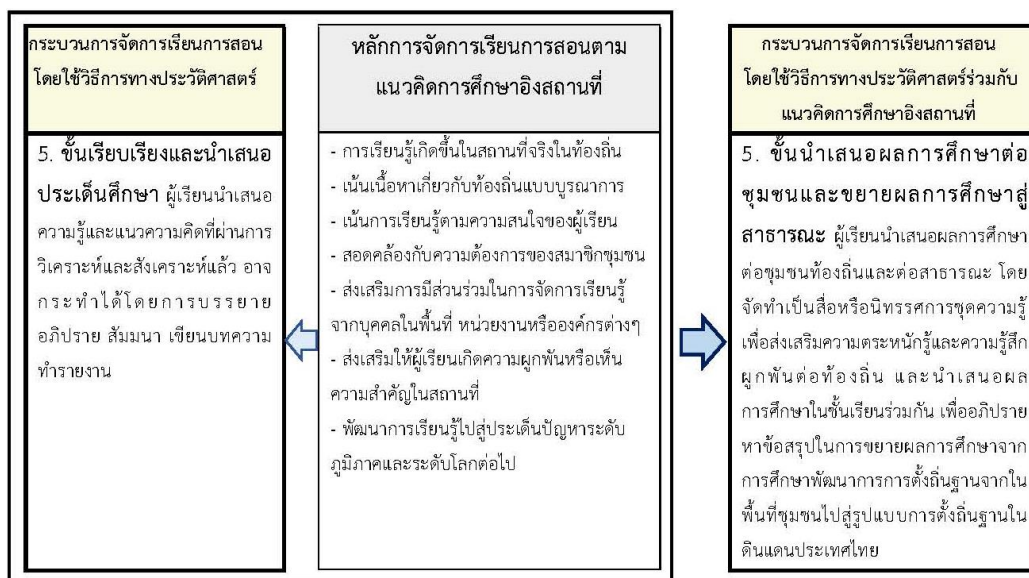 กระบวนการจัดการเรียนการสอน
โดยใช้วิธีการทางประวัติศาสตร์
5. ขั้นเรียบเรียงและนำเสนอ
ประเด็นศึกษา ผู้เรียนนำเสนอ
ความรู้และแนวความคิดที่ผ่านการ
วิเคราะห์และสังเคราะห์แล้ว อาจ
กระทำได้โดยการบรรยาย
อภิปราย สัมมนา เขียนบทความ
ทำรายงาน
หลักการจัดการเรียนการสอนตาม
แนวคิดการศึกษาอิงสถานที่
- การเรียนรู้เกิดขึ้นในสถานที่จริงในท้องถิ่น
- เน้นเนื้อหาเกี่ยวกับท้องถิ่นแบบบูรณาการ
- เน้นการเรียนรู้ตามความสนใจของผู้เรียน
- สอดคล้องกับความต้องการของสมาชิกชุมชน
- ส่งเสริมการมีส่วนร่วมในการจัดการเรียนรู้
จากบุคคลในพื้นที่ หน่วยงานหรือองค์กรต่างๆ
- ส่งเสริมให้ผู้เรียนเกิดความผูกพันหรือเห็น
ความสำคัญในสถานที่
- พัฒนาการเรียนรู้ไปสู่ประเด็นปัญหาระดับ
ภูมิภาคและระดับโลกต่อไป
กระบวนการจัดการเรียนการสอน
โดยใช้วิธีการทางประวัติศาสตร์ร่วมกับ
แนวคิดการศึกษาอิงสถานที่
5. ขั้นนำเสนอผลการศึกษาต่อ
ชุมชนและขยายผลการศึกษาสู่
สาธารณะ ผู้เรียนนำเสนอผลการศึกษา
ต่อชุมชนท้องถิ่นและต่อสาธารณะ โดย
จัดทำเป็นสื่อหรือนิทรรศการชุดความรู้
เพื่อส่งเสริมความตระหนักรู้และความรู้สึก
ผูกพันต่อท้องถิ่น และนำเสนอผล
การศึกษาในชั้นเรียนร่วมกัน เพื่ออภิปราย
หาข้อสรุปในการขยายผลการศึกษาจาก
การศึกษาพัฒนาการการตั้งถิ่นฐานจากใน
พื้นที่ชุมชนไปสู่รูปแบบการตั้งถิ่นฐานใน
ดินแดนประเทศไทย